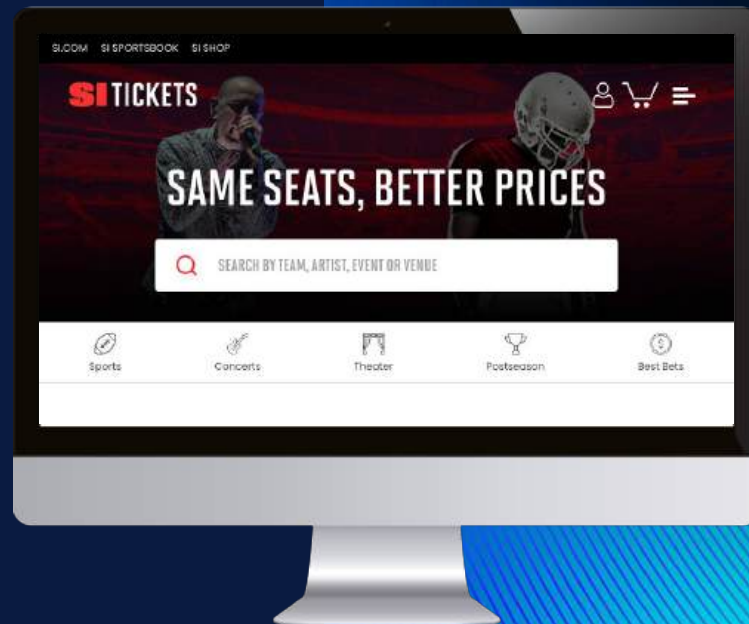 SI.COM SI SPORTSBOOK SI SHOP
SI TICKETS
SAME SEATS, BETTER PRICES
SEARCH BY TEAM, ARTIST, EVENT OR VENUE
Sports Concerts Theater Postseason Best Bets